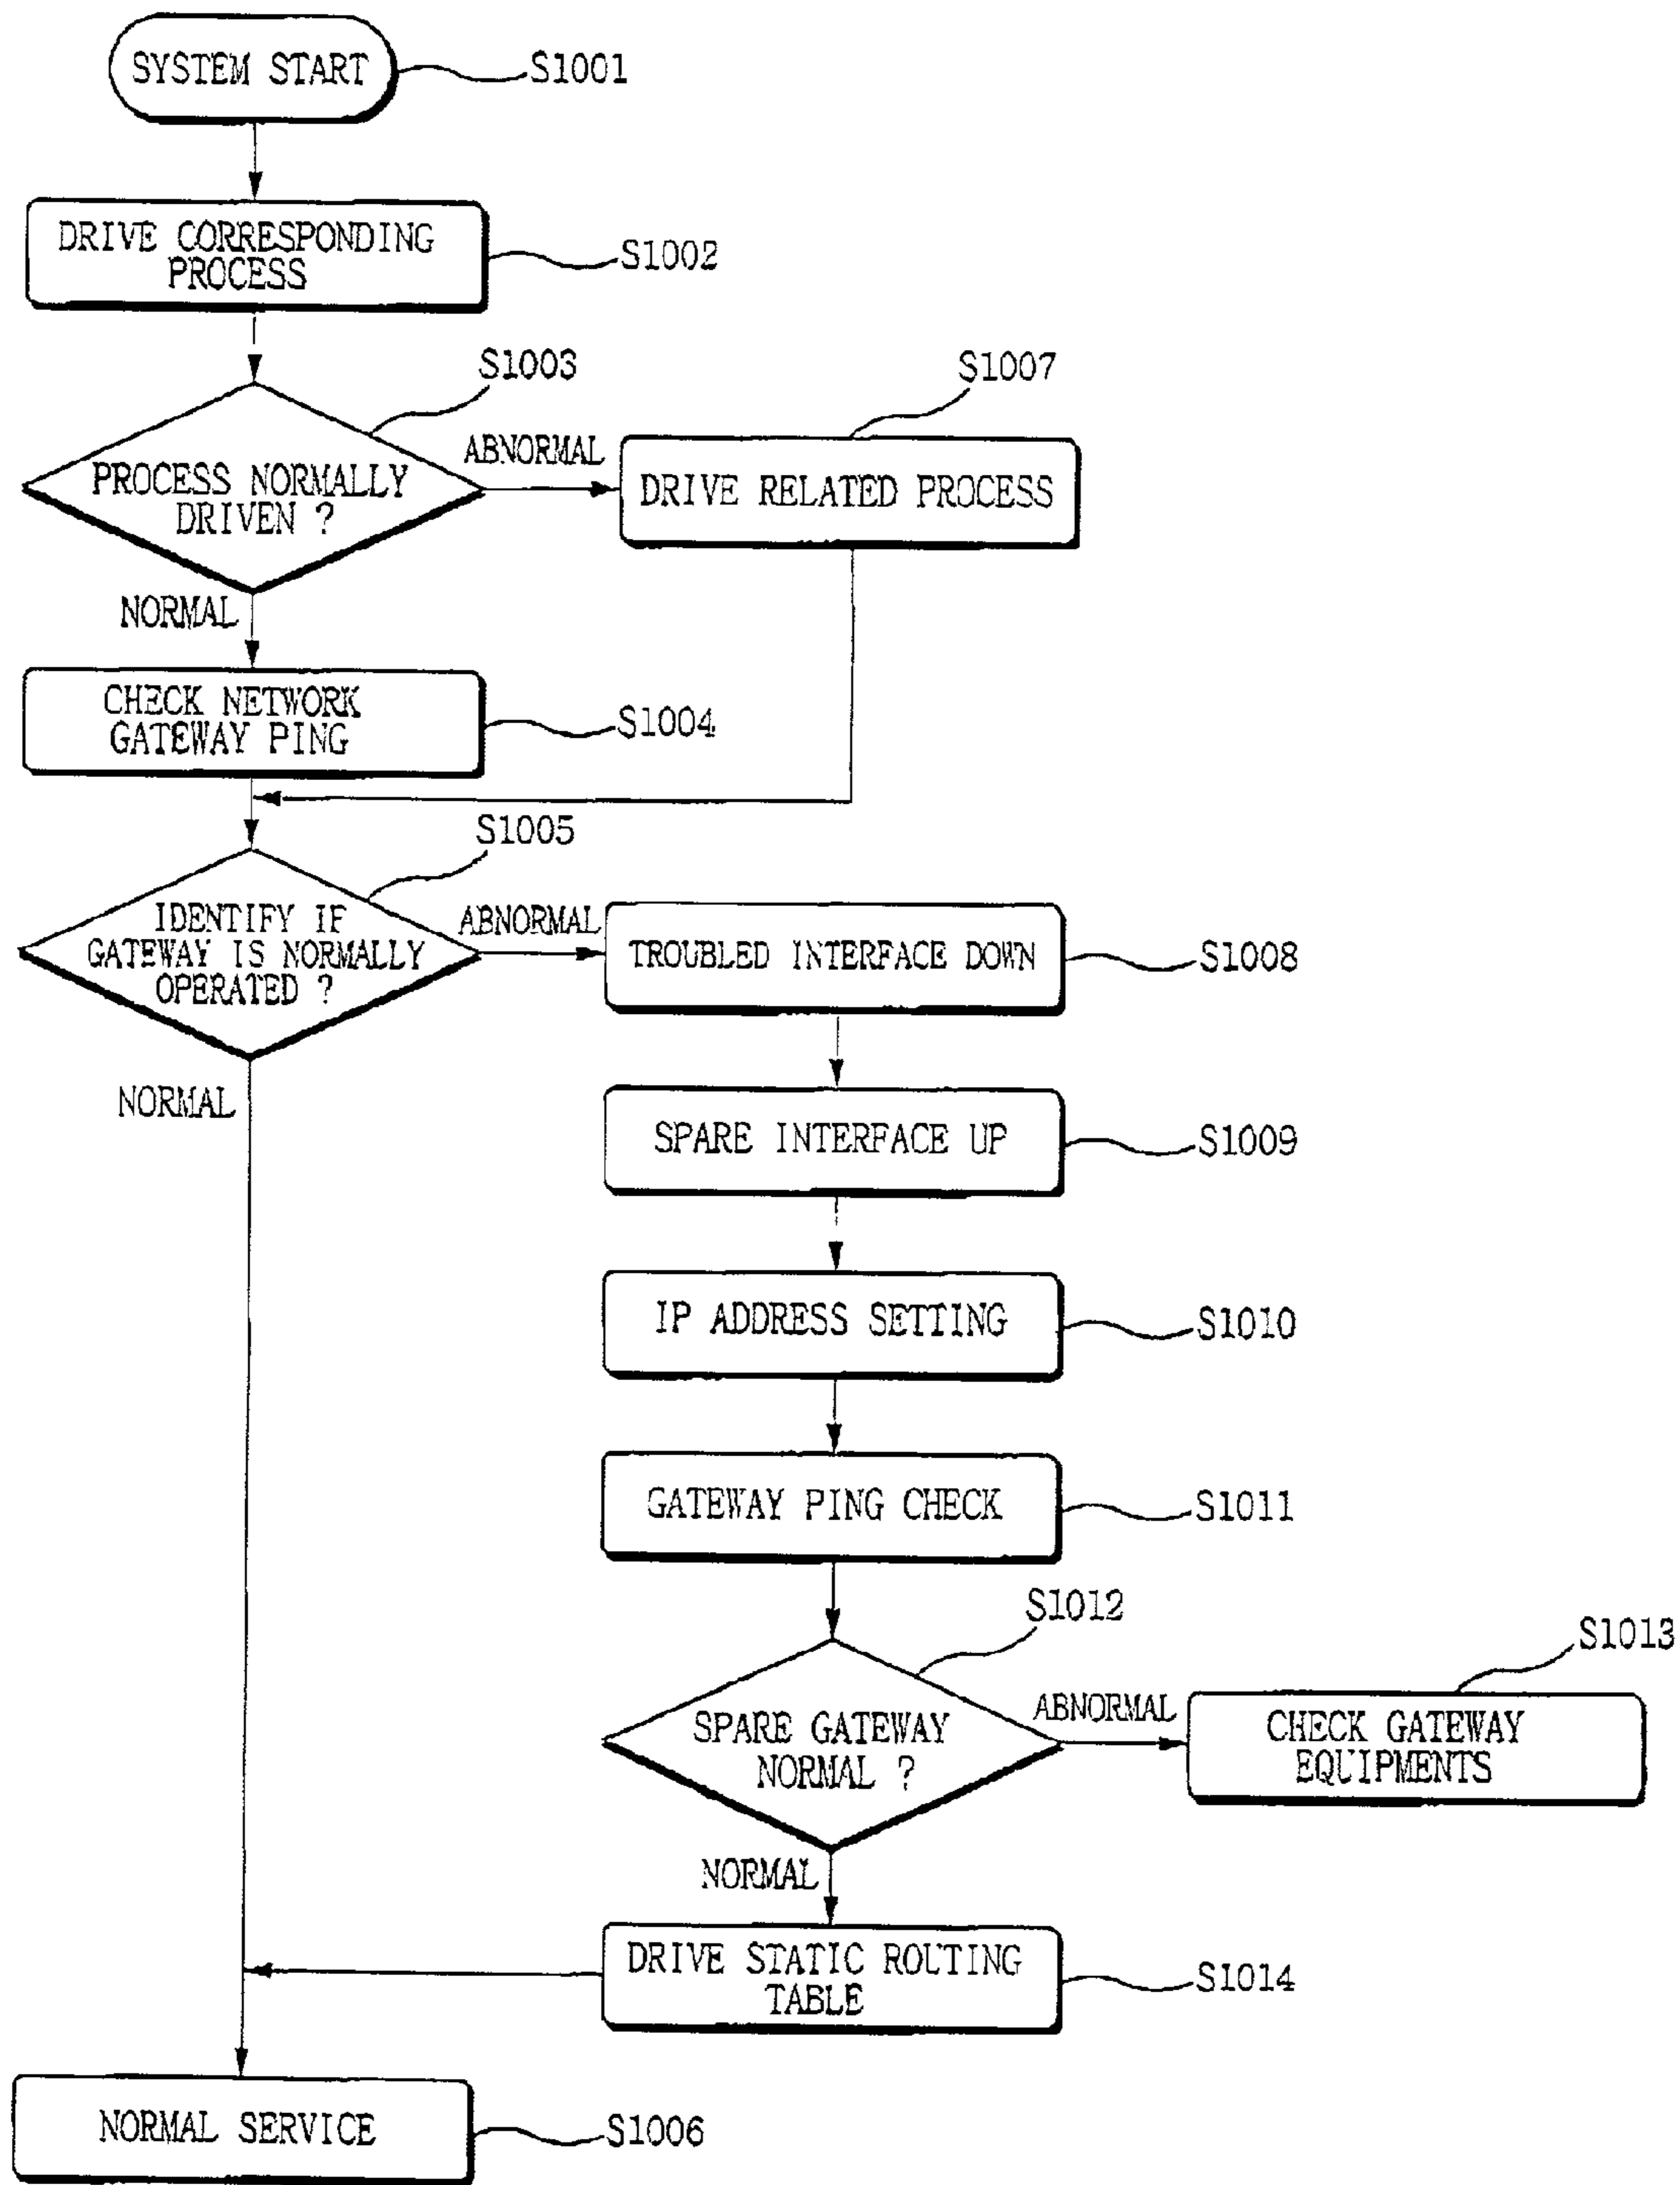 SYSTEM START
S1001
DRIVE CORRESPONDING
PROCESS
S1002
S1003
S1007
PROCESS NORMALLY
DRIVEN ?
ABNORMAL
DRIVE RELATED PROCESS
NORMAL
CHECK NETWORK
GATEWAY PING
S1004
S1005
IDENTIFY IF
GATEWAY IS NORMALLY
OPERATED ?
ABNORMAL
TROUBLED INTERFACE DOWN
S1008
NORMAL
SPARE INTERFACE UP
S1009
IP ADDRESS SETTING
S1010
GATEWAY PING CHECK
S1011
S1012
S1013
SPARE GATEWAY
NORMAL ?
ABNORMAL
CHECK GATEWAY
EQUIPMENTS
NORMAL
DRIVE STATIC ROUTING
TABLE
S1014
NORMAL SERVICE
S1006